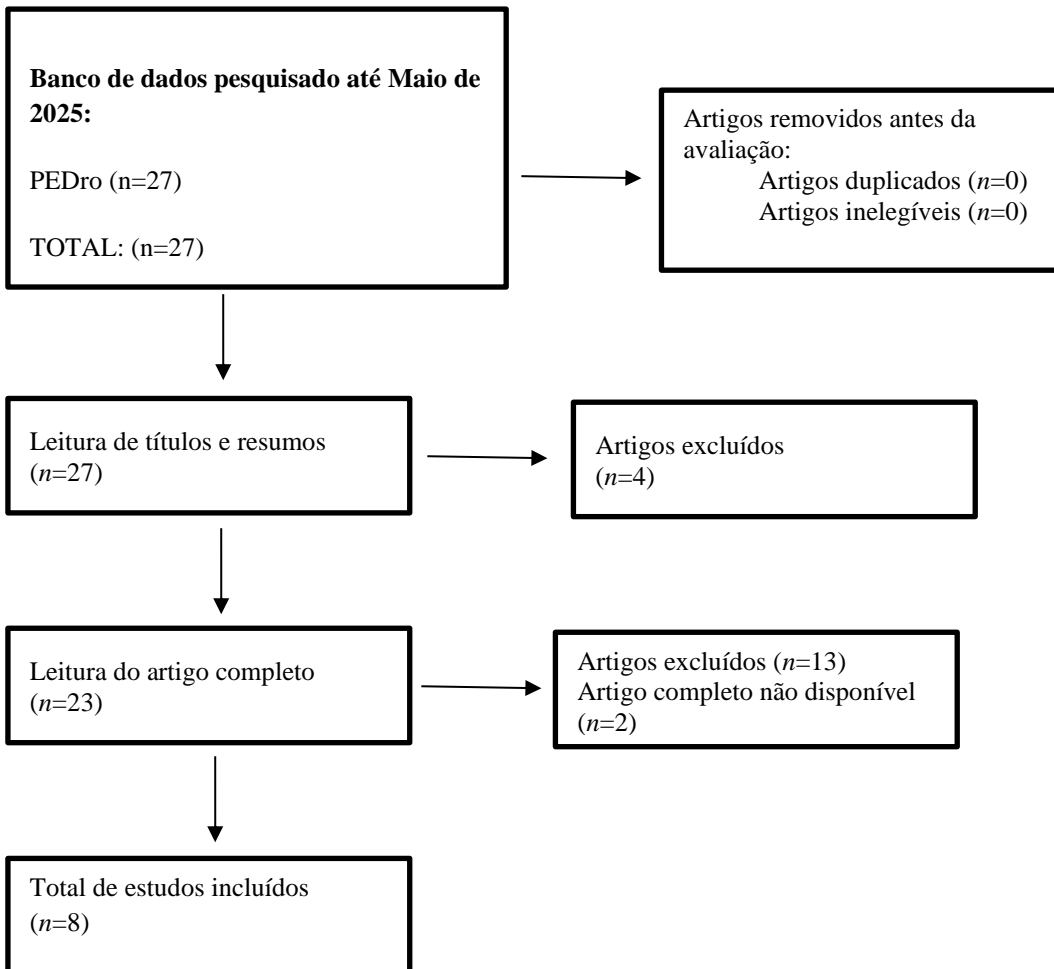 Banco de dados pesquisado até Maio de
2025:
PEDro (n=27)
TOTAL: (n=27)
Artigos removidos antes da
avaliação:
Artigos duplicados (n=0)
Artigos inelegíveis (n=0)
Leitura de títulos e resumos
(n=27)
Artigos excluídos
(n=4)
Leitura do artigo completo
(n=23)
Artigos excluídos (n=13)
Artigo completo não disponível
(n=2)
Total de estudos incluídos
(n=8)